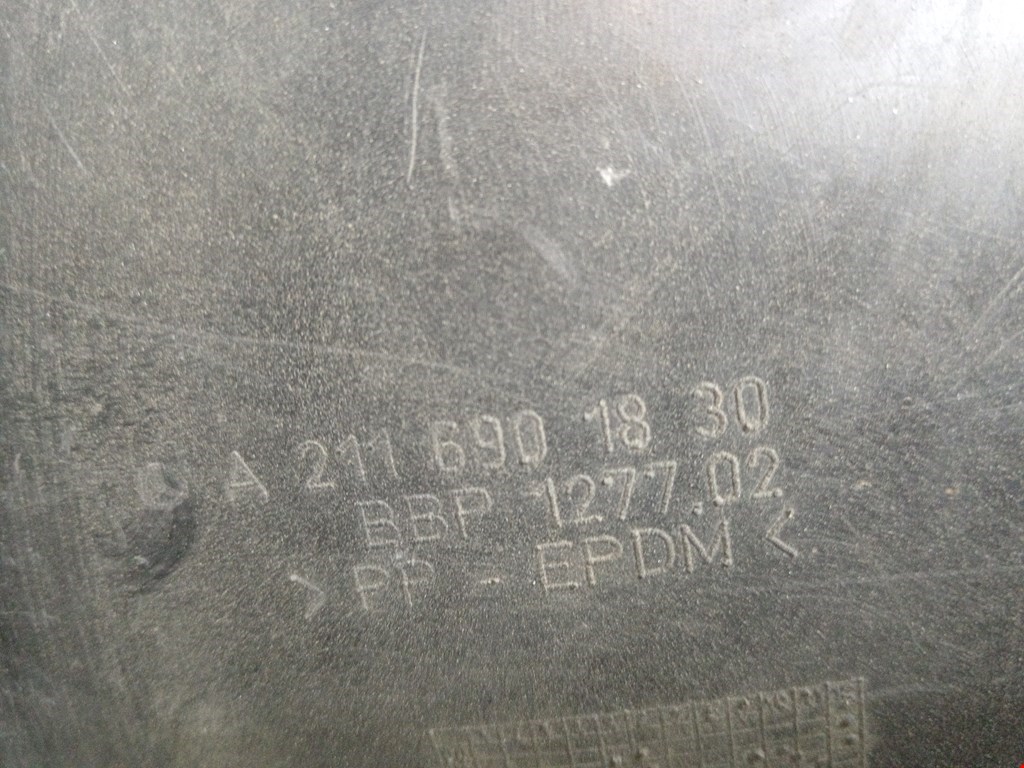 A 211 690 18 30
BBP 1277.02
> PP - EPDM <